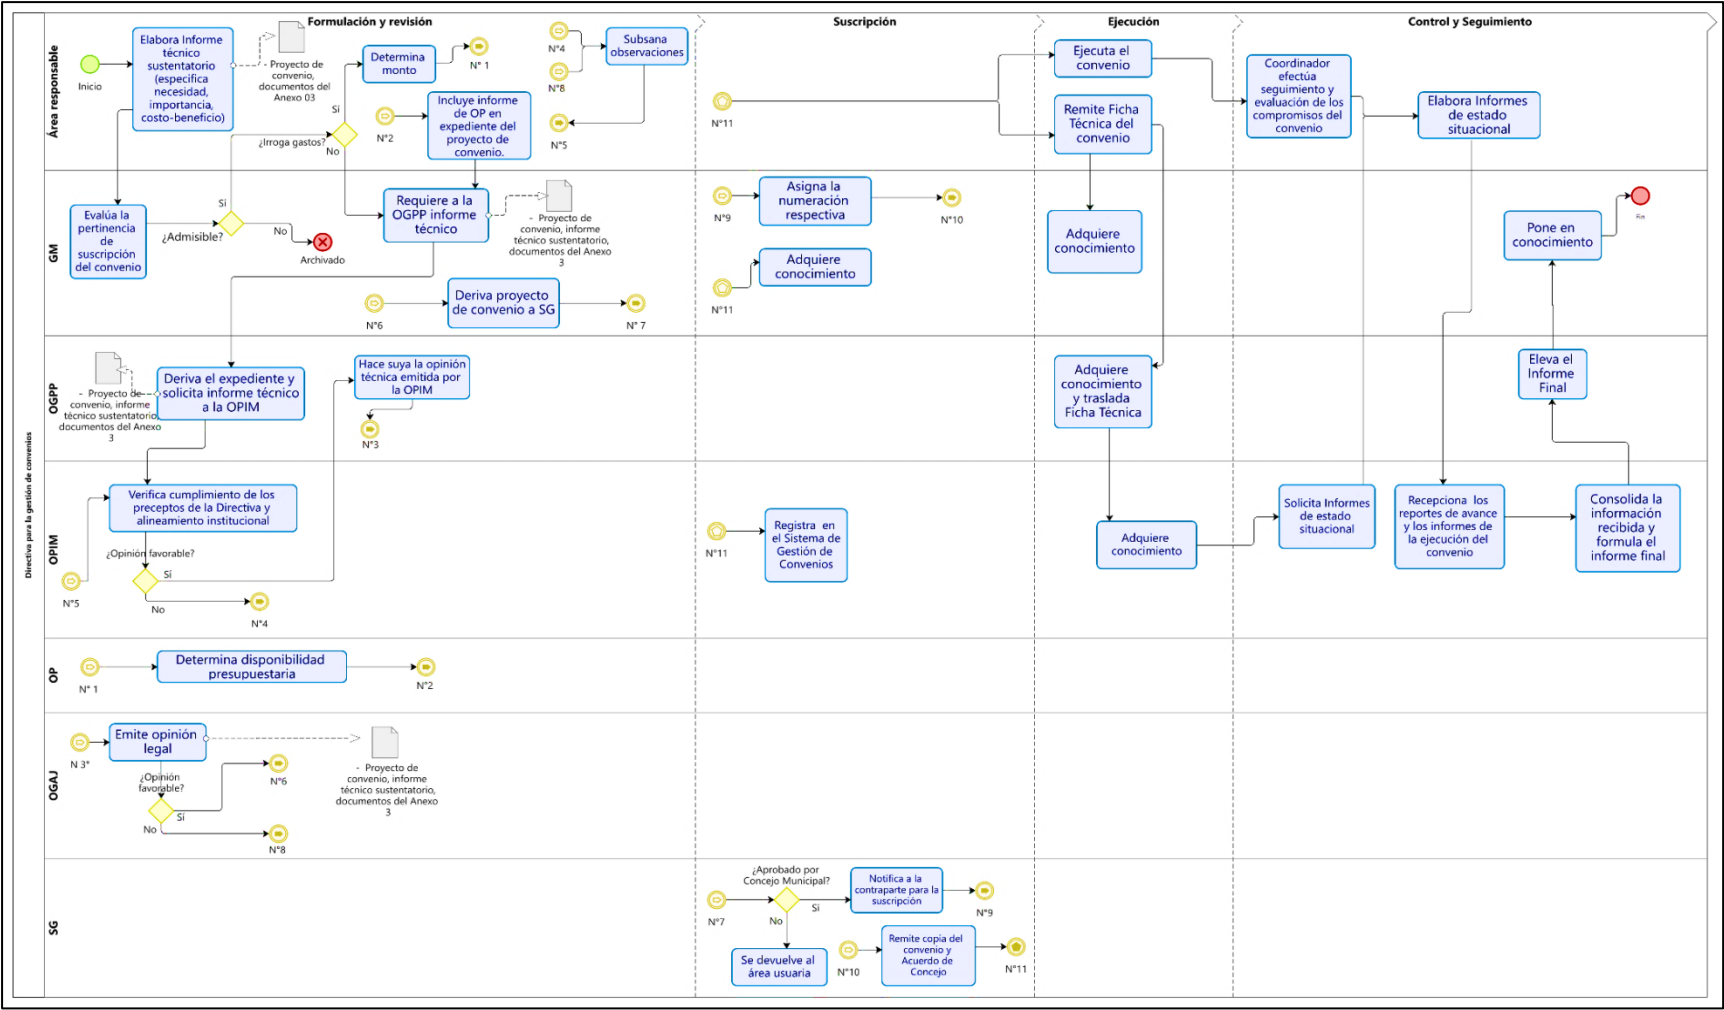 Directiva para la gestión de convenios
Formulación y revisión
Suscripción
Ejecución
Control y Seguimiento
Área responsable
Inicio
Elabora Informe
técnico
sustentatorio
(especifica
necesidad,
importancia,
costo-beneficio)
- Proyecto de
convenio,
documentos del
Anexo 03
Determina
monto
N° 1
Sí
¿Irroga gastos?
No
N°2
Incluye informe
de OP en
expediente del
proyecto de
convenio.
N°4
N°8
Subsana
observaciones
N°5
N°11
Ejecuta el
convenio
Remite Ficha
Técnica del
convenio
Coordinador
efectúa
seguimiento y
evaluación de los
compromisos del
convenio
Elabora Informes
de estado
situacional
GM
Evalúa la
pertinencia
de
suscripción
del convenio
Sí
¿Admisible?
No
Archivado
Requiere a la
OGPP informe
técnico
- Proyecto de
convenio, informe
técnico sustentatorio,
documentos del Anexo
3
N°6
Deriva proyecto
de convenio a SG
N° 7
N°9
Asigna la
numeración
respectiva
N°10
N°11
Adquiere
conocimiento
Adquiere
conocimiento
Pone en
conocimiento
Fin
OGPP
- Proyecto de
convenio, informe
técnico sustentatorio,
documentos del Anexo
3
Deriva el expediente y
solicita informe técnico
a la OPIM
Hace suya la opinión
técnica emitida por
la OPIM
N°3
Adquiere
conocimiento
y traslada
Ficha Técnica
Eleva el
Informe
Final
OPIM
Verifica cumplimiento de los
preceptos de la Directiva y
alineamiento institucional
¿Opinión favorable?
Sí
No
N°5
N°4
N°11
Registra en
el Sistema de
Gestión de
Convenios
Adquiere
conocimiento
Solicita Informes
de estado
situacional
Recepciona los
reportes de avance
y los informes de
la ejecución del
convenio
Consolida la
información
recibida y
formula el
informe final
OP
N° 1
Determina disponibilidad
presupuestaria
N°2
OGAJ
N 3°
Emite opinión
legal
¿Opinión
favorable?
Sí
No
N°6
N°8
- Proyecto de
convenio, informe
técnico sustentatorio,
documentos del Anexo
3
SG
N°7
¿Aprobado por
Concejo Municipal?
Sí
No
Notifica a la
contraparte para la
suscripción
N°9
Se devuelve al
área usuaria
N°10
Remite copia del
convenio y
Acuerdo de
Concejo
N°11